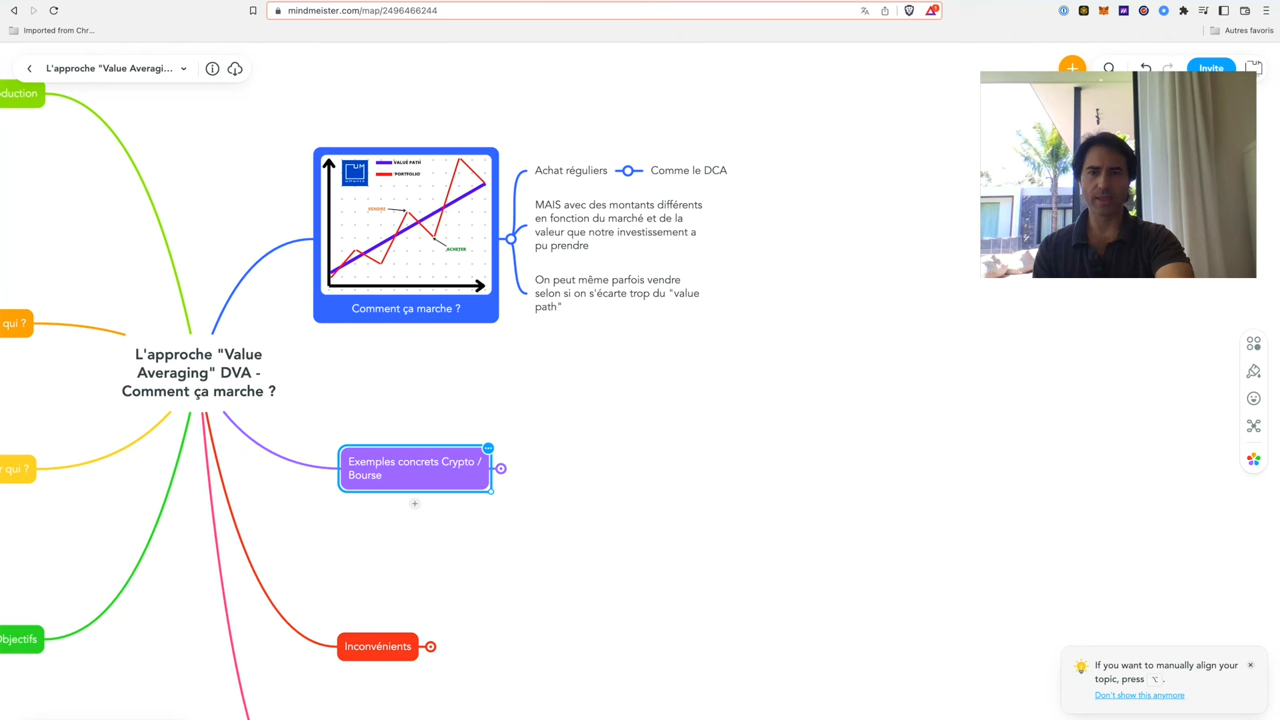 mindmeister.com/map/2496466244
Imported from Chr...
Autres favoris
L'approche "Value Averagi...
Invite
oduction
VALUE PATH
PORTFOLIO
VENDRE
ACHETER
Comment ça marche ?
Achat réguliers
Comme le DCA
MAIS avec des montants différents
en fonction du marché et de la
valeur que notre investissement a
pu prendre
On peut même parfois vendre
selon si on s'écarte trop du "value
path"
qui ?
L'approche "Value
Averaging" DVA -
Comment ça marche ?
r qui ?
Exemples concrets Crypto /
Bourse
Objectifs
Inconvénients
If you want to manually align your
topic, press ⌥ .
Don't show this anymore